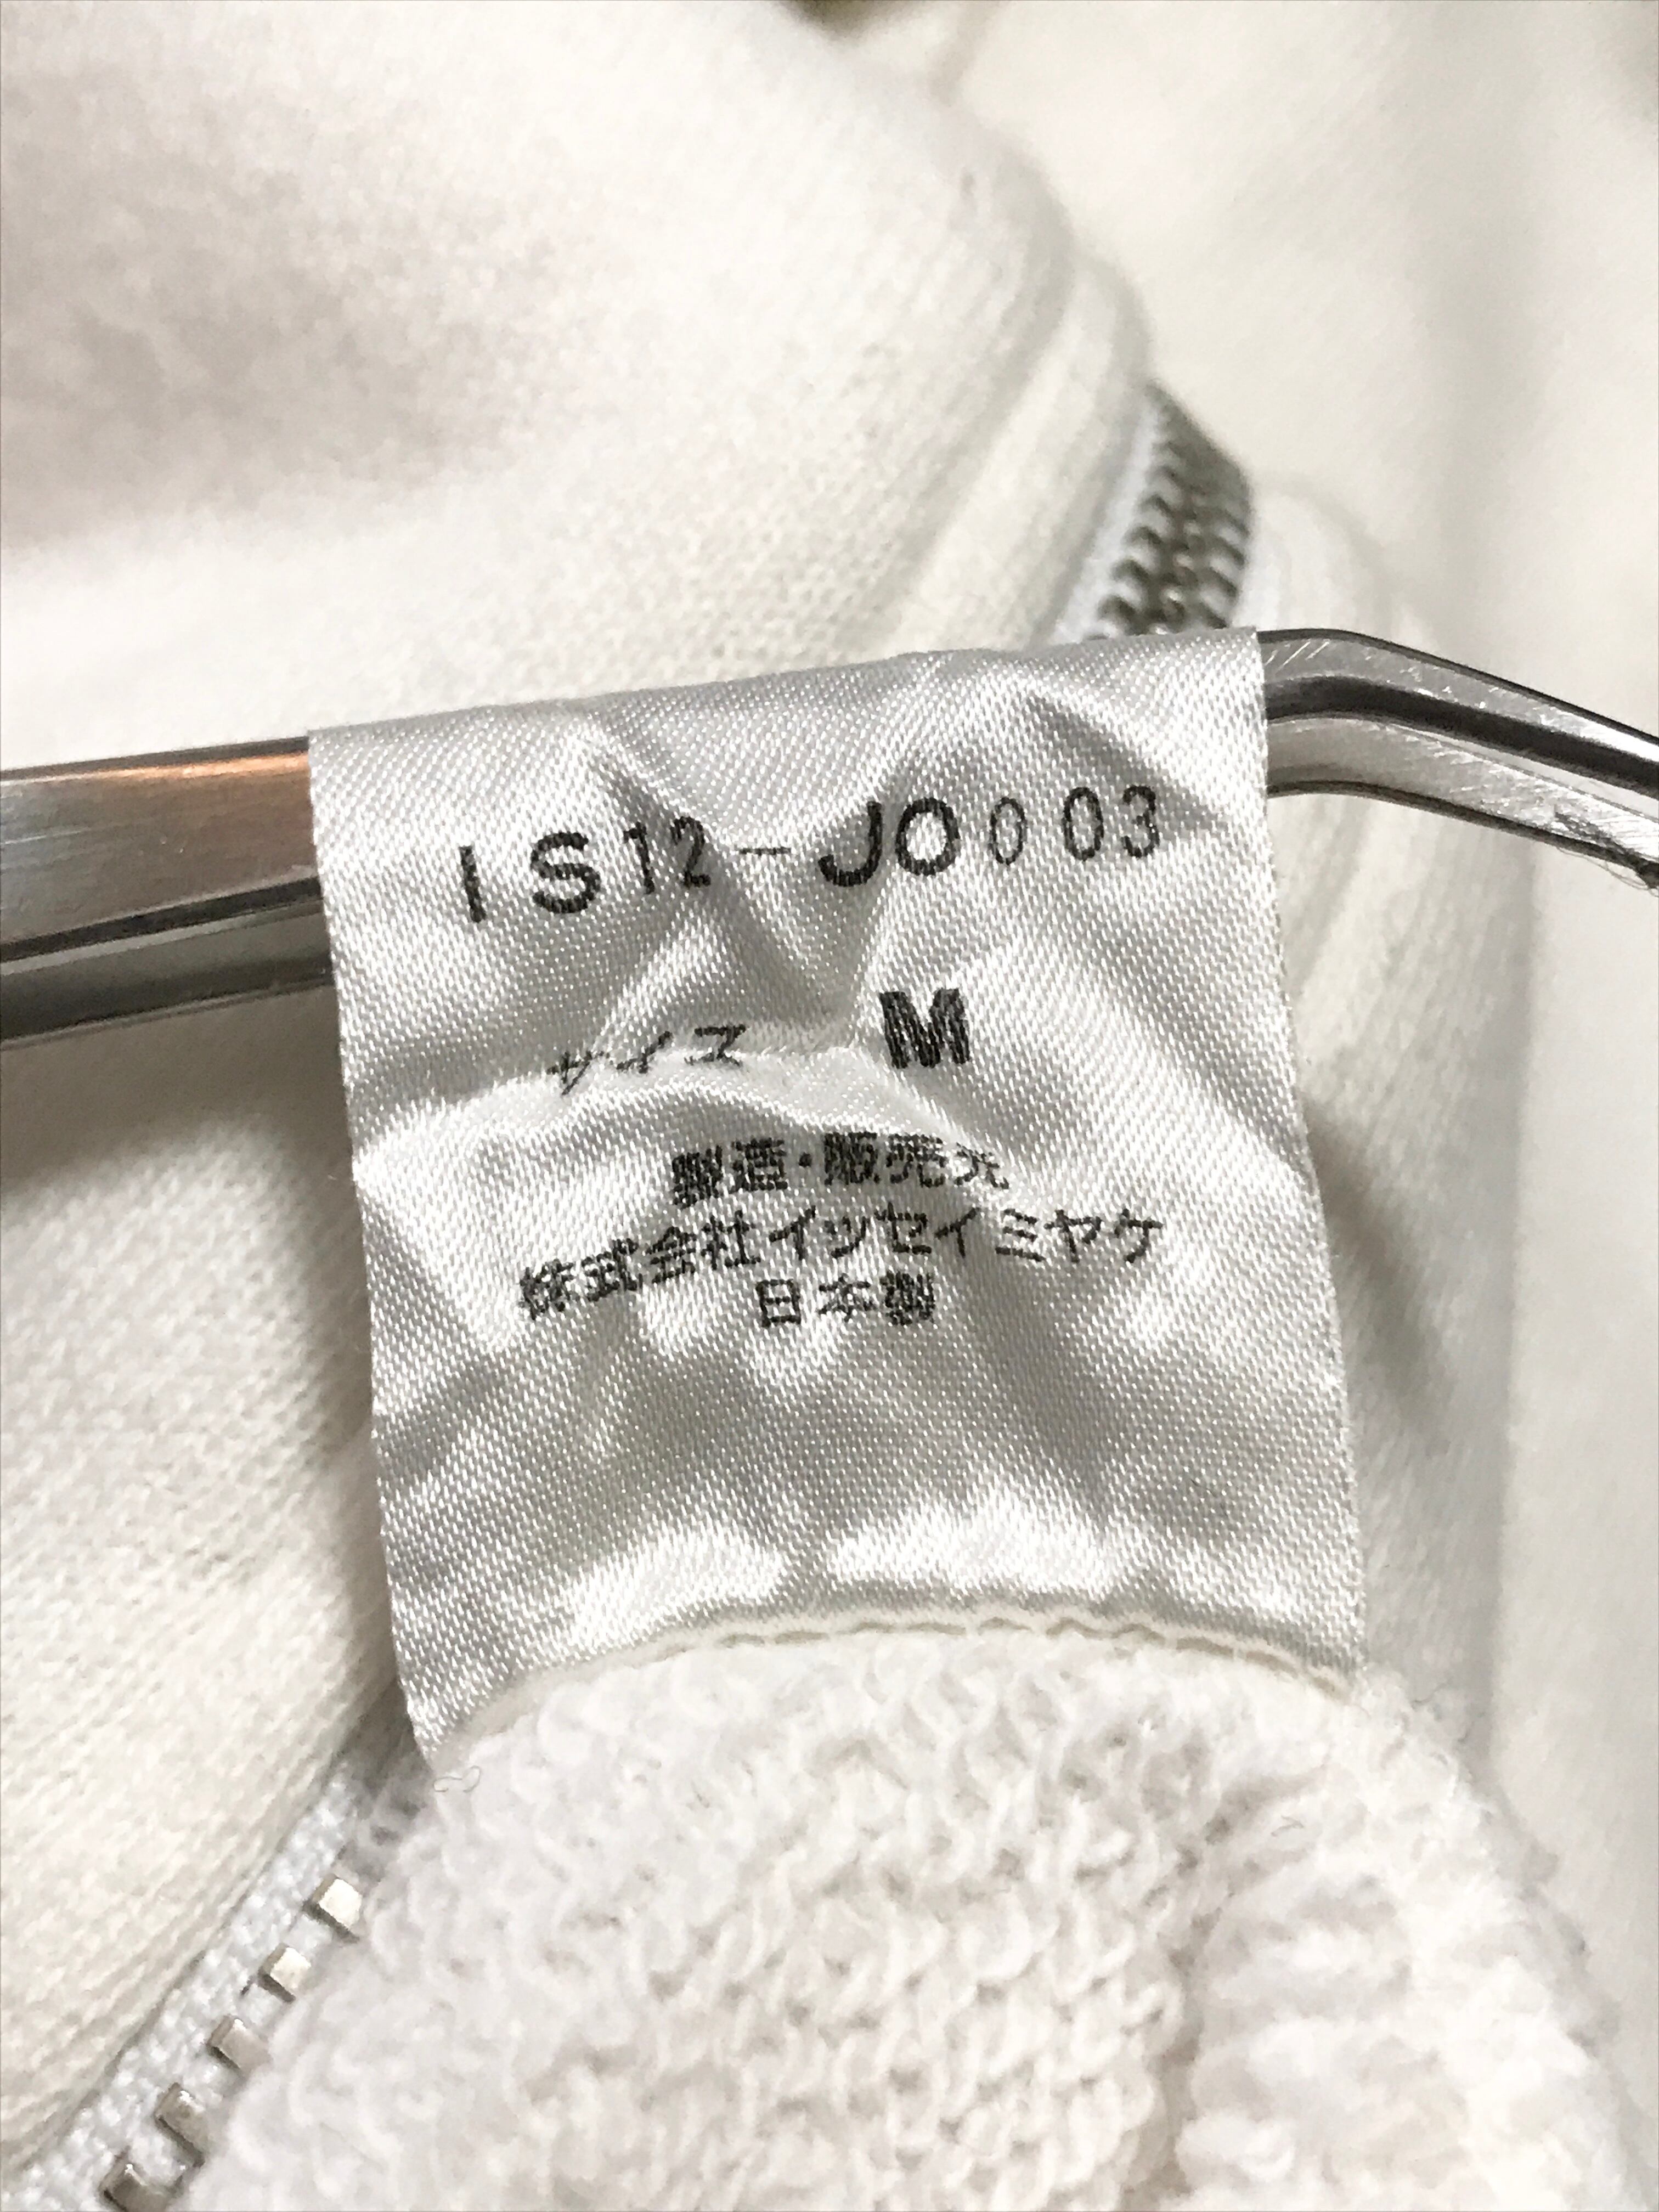 IS12-JO003
サイズ M
製造・販売元
株式会社イッセイミヤケ
日本製